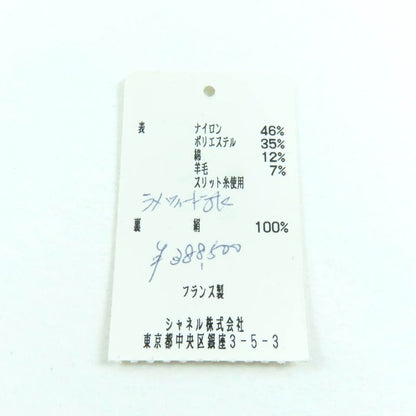 表 ナイロン 46%
ポリエステル 35%
綿 12%
羊毛 7%
スリット糸使用
ラメツィードJK
裏 絹 100%
¥388,500
フランス製
シャネル株式会社
東京都中央区銀座3-5-3